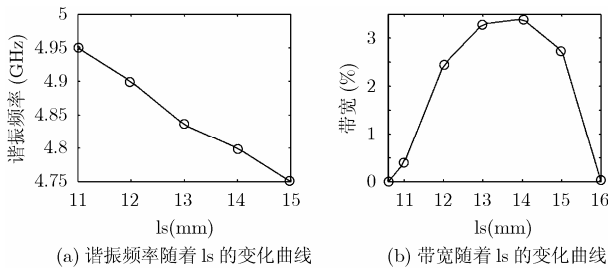 5
4.95
4.9
4.85
4.8
4.75
谐振频率 (GHz)
11 12 13 14 15
ls(mm)
(a) 谐振频率随着 ls 的变化曲线
3
2
1
0
带宽 (%)
11 12 13 14 15 16
ls(mm)
(b) 带宽随着 ls 的变化曲线